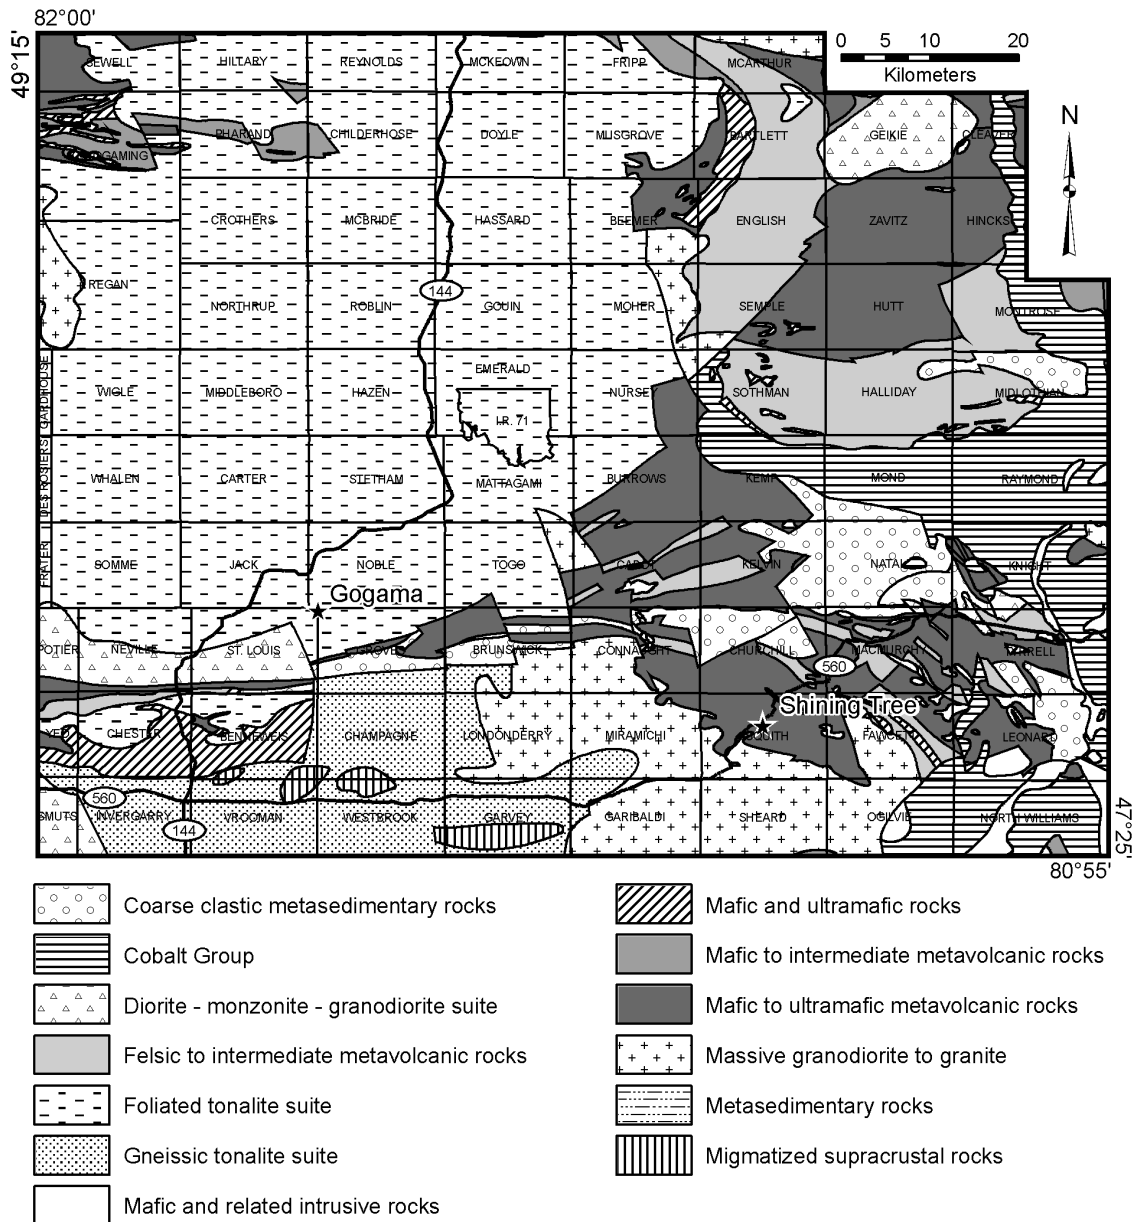 82°00'
49°15'
0 5 10 20
Kilometers
N
SEWELL HILLARY REYNOLDS MCKEOWN FRIPP MCARTHUR
PHARAND CHILDERHOSE DOYLE MUSGROVE BARTLETT GEIKIE CLEAVER
CROTHERS MCBRIDE HASSARD BEEMER ENGLISH ZAVITZ HINCKS
REGAN NORTHRUP ROBLIN 144 GOUIN MOHER SEMPLE HUTT MONTROSE
EMERALD
GARDHOUSE WIGLE MIDDLEBORO HAZEN I.R. 71 NURSEY SOTHMAN HALLIDAY MIDLOTHIAN
DES ROSIERS WHALEN CARTER STETHAM MATTAGAMI BURROWS KEMP MOND RAYMOND
FRATER SOMME JACK NOBLE TOGO CABOT KELVIN NATAL KNIGHT
Gogama
POTIER NEVILLE ST. LOUIS GROVES BRUNSWICK CONNAUGHT CHURCHILL MACMURCHY TYRRELL
560
Shining Tree
YEO CHESTER BENNEWEIS CHAMPAGNE LONDONDERRY MIRAMICHI ASQUITH FAWCETT LEONARD
560
SMUTS INVERGARRY 144 VROOMAN WESTBROOK GARVEY GARIBALDI SHEARD OGILVIE NORTH WILLIAMS
47°25'
80°55'
Coarse clastic metasedimentary rocks
Cobalt Group
Diorite - monzonite - granodiorite suite
Felsic to intermediate metavolcanic rocks
Foliated tonalite suite
Gneissic tonalite suite
Mafic and related intrusive rocks
Mafic and ultramafic rocks
Mafic to intermediate metavolcanic rocks
Mafic to ultramafic metavolcanic rocks
Massive granodiorite to granite
Metasedimentary rocks
Migmatized supracrustal rocks